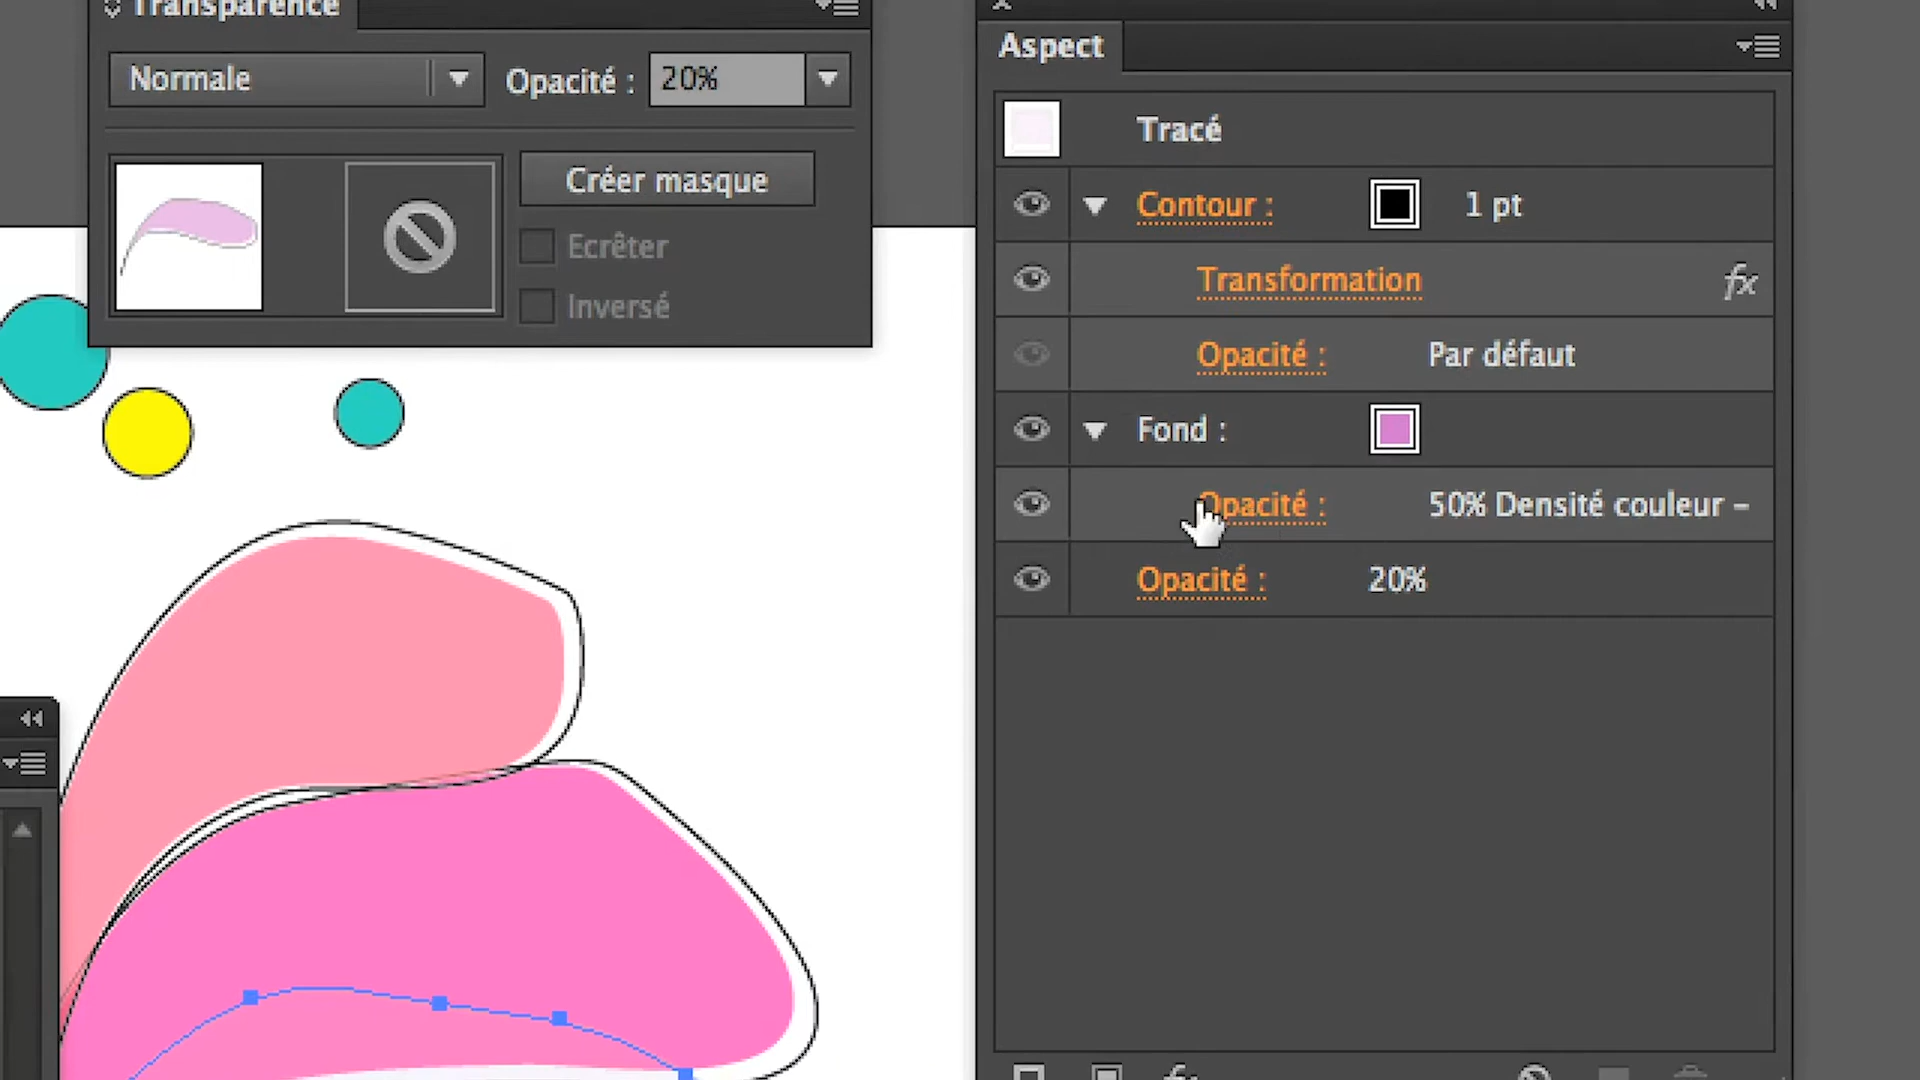 Transparence
Normale
Opacité :
20%
Créer masque
Ecrêter
Inversé
Aspect
Tracé
Contour :
1 pt
Transformation
fx
Opacité :
Par défaut
Fond :
Opacité :
50% Densité couleur –
Opacité :
20%